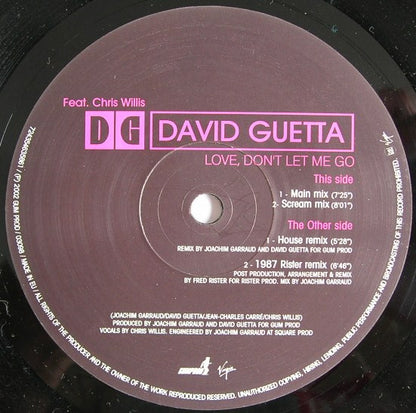 Feat. Chris Willis
DG DAVID GUETTA
LOVE, DON'T LET ME GO
This side
1 - Main mix (7'25")
2- Scream mix (8'01")
The Other side
1 - House remix (5'28")
REMIX BY JOACHIM GARRAUD AND DAVID GUETTA FOR GUM PROD
2 - 1987 Rister remix (6'46")
POST PRODUCTION, ARRANGEMENT & REMIX
BY FRED RISTER FOR RISTER PROD. MIX BY JOACHIM GARRAUD
(JOACHIM GARRAUD/DAVID GUETTA/JEAN-CHARLES CARRÉ/CHRIS WILLIS)
PRODUCED BY JOACHIM GARRAUD AND DAVID GUETTA FOR GUM PROD
VOCALS BY CHRIS WILLIS. ENGINEERED BY JOACHIM GARRAUD AT SQUARE PROD
Virgin
(P) 2002 GUM PROD / MADE IN EU / ALL RIGHTS OF THE PRODUCER AND THE OWNER OF THE WORK REPRODUCED RESERVED. UNAUTHORIZED COPYING, HIRING, LENDING, PUBLIC PERFORMANCE AND BROADCASTING OF THIS RECORD PROHIBITED.